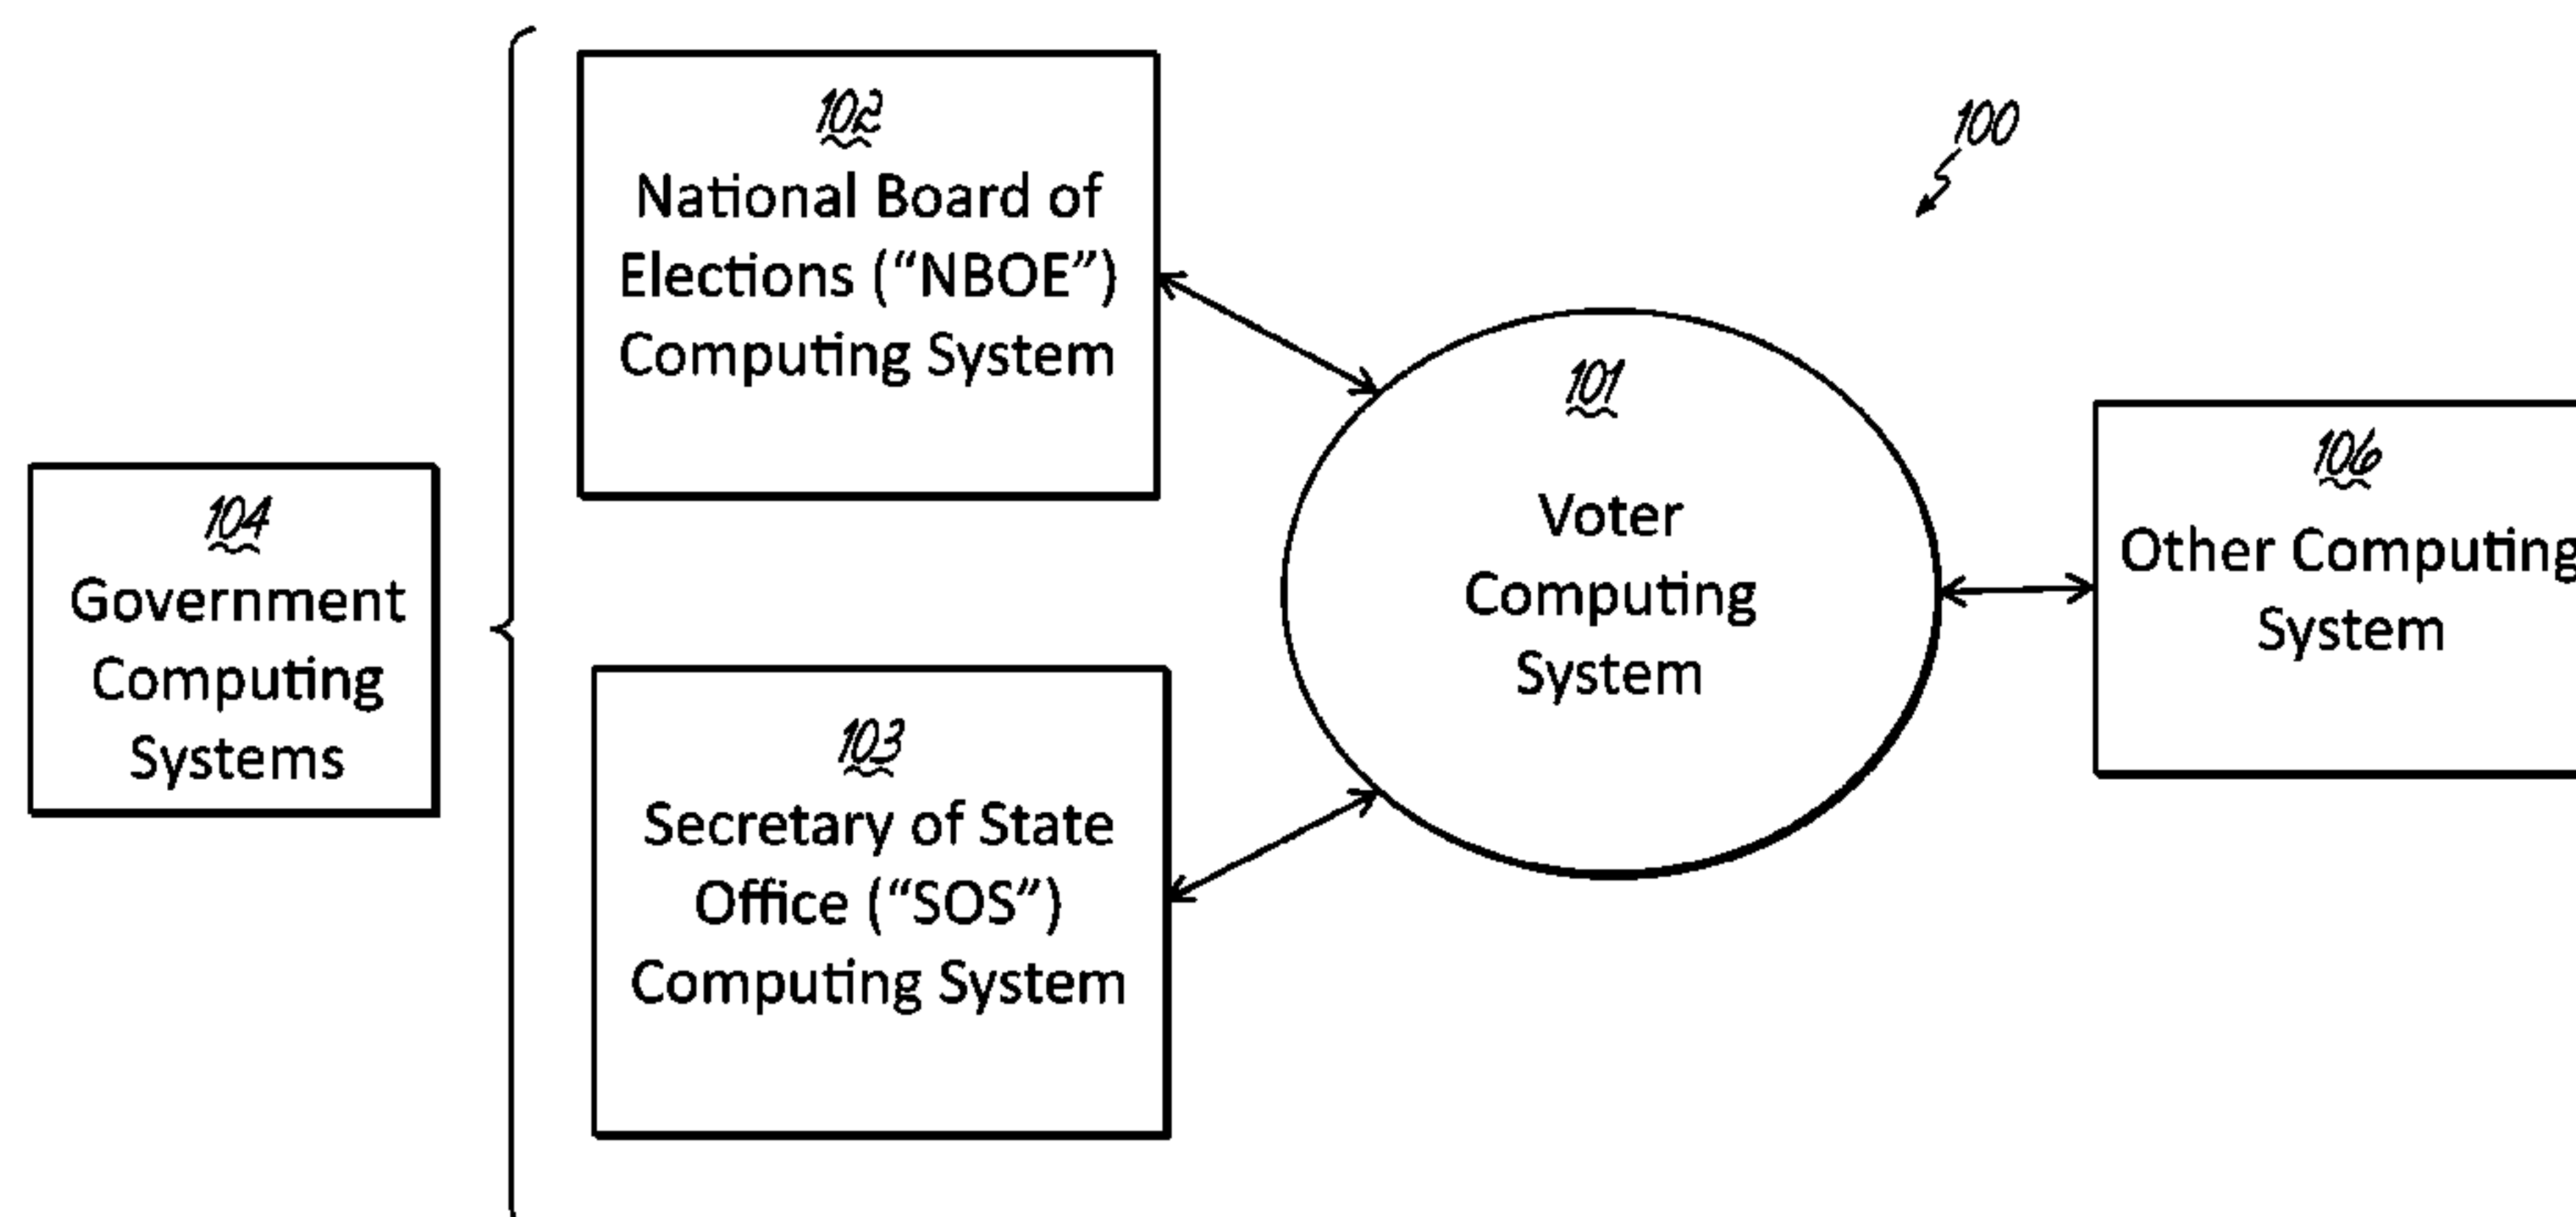 102
National Board of
Elections (“NBOE”)
Computing System
100
101
Voter
Computing
System
106
Other Computing
System
104
Government
Computing
Systems
103
Secretary of State
Office (“SOS”)
Computing System